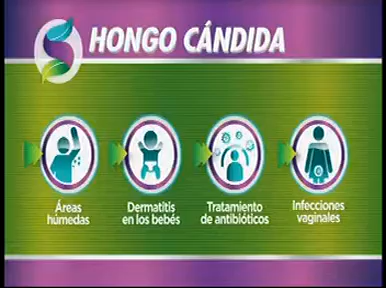 HONGO CÁNDIDA
Áreas
húmedas
Dermatitis
en los bebés
Tratamiento
de antibióticos
Infecciones
vaginales